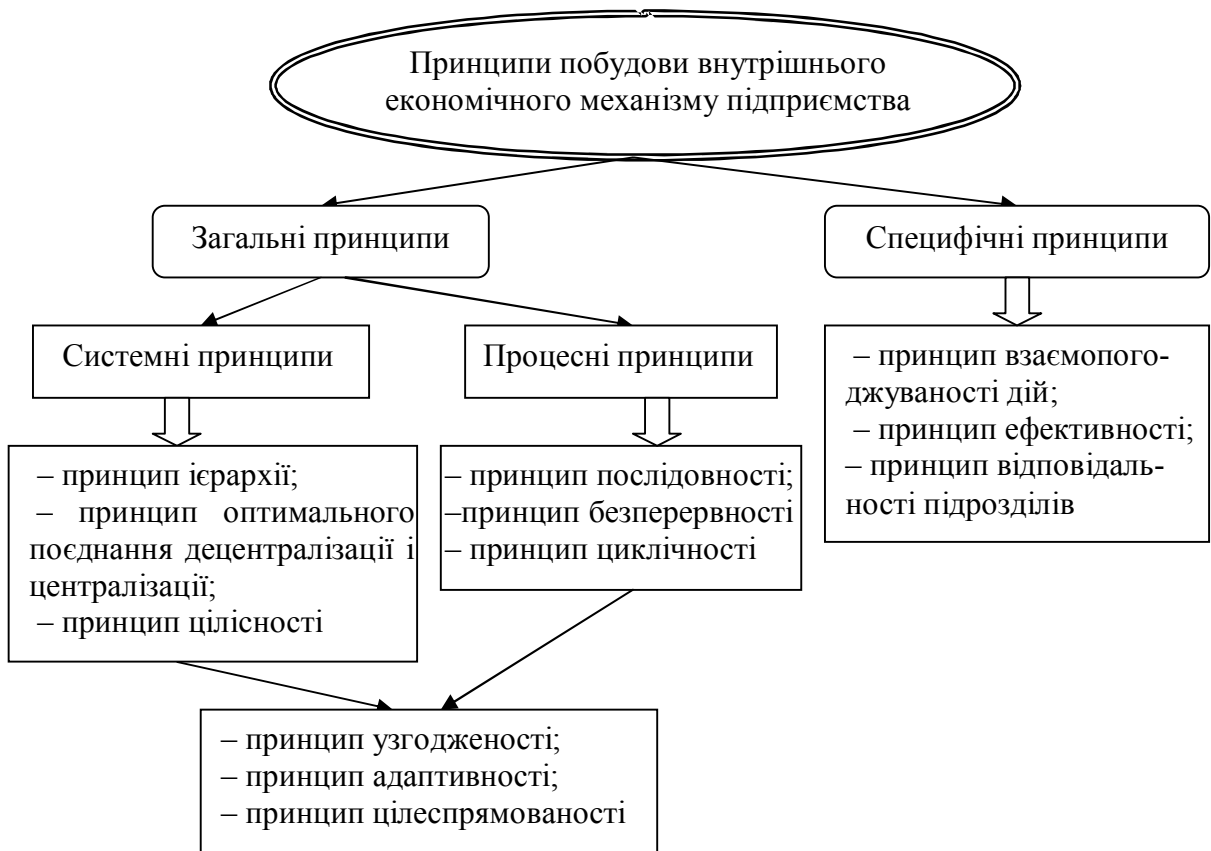 Принципи побудови внутрішнього
економічного механізму підприємства
Загальні принципи
Специфічні принципи
Системні принципи
Процесні принципи
– принцип взаємопого-
джуваності дій;
– принцип ефективності;
– принцип відповідаль-
ності підрозділів
– принцип ієрархії;
– принцип оптимального
поєднання децентралізації і
централізації;
– принцип цілісності
– принцип послідовності;
–принцип безперервності
– принцип циклічності
– принцип узгодженості;
– принцип адаптивності;
– принцип цілеспрямованості